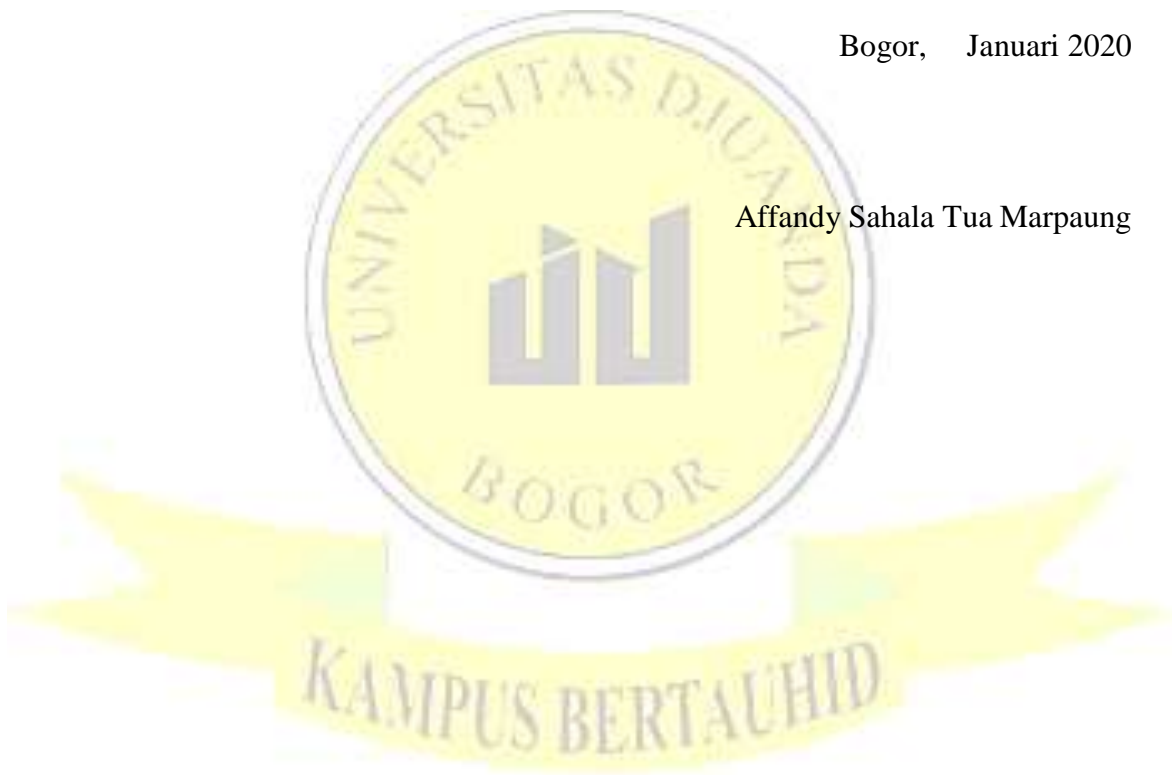 Bogor,    Januari 2020
UNIVERSITAS DJUANDA
Affandy Sahala Tua Marpaung
BOGOR
KAMPUS BERTAUHID